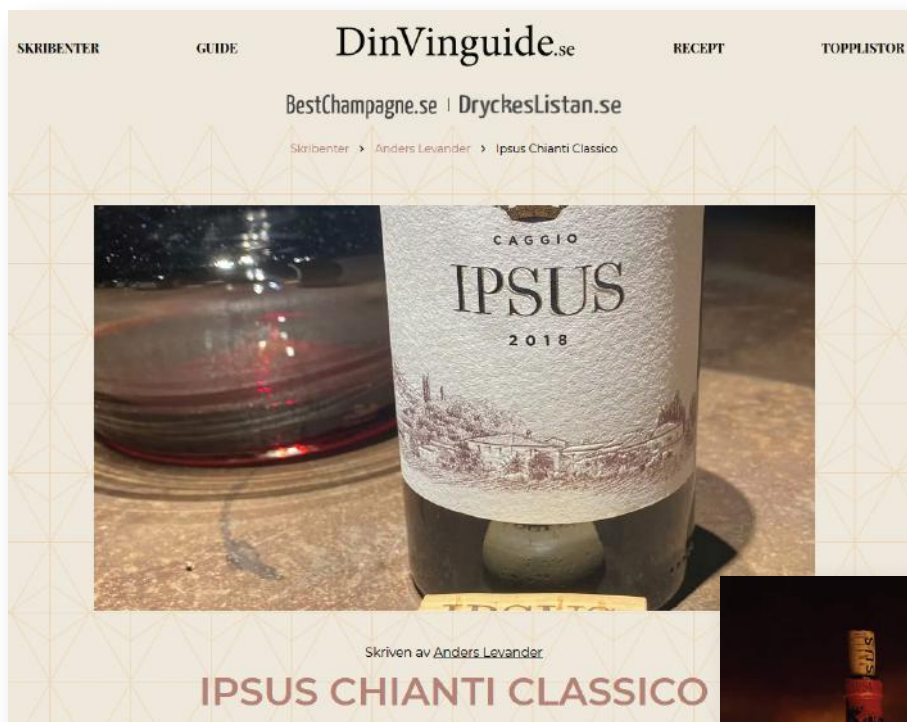 SKRIBENTER GUIDE DinVinguide.se RECEPT TOPPLISTOR
BestChampagne.se | DryckesListan.se
Skribenter > Anders Levander > Ipsus Chianti Classico
CAGGIO
IPSUS
2018
IPSUS
Skriven av Anders Levander
IPSUS CHIANTI CLASSICO